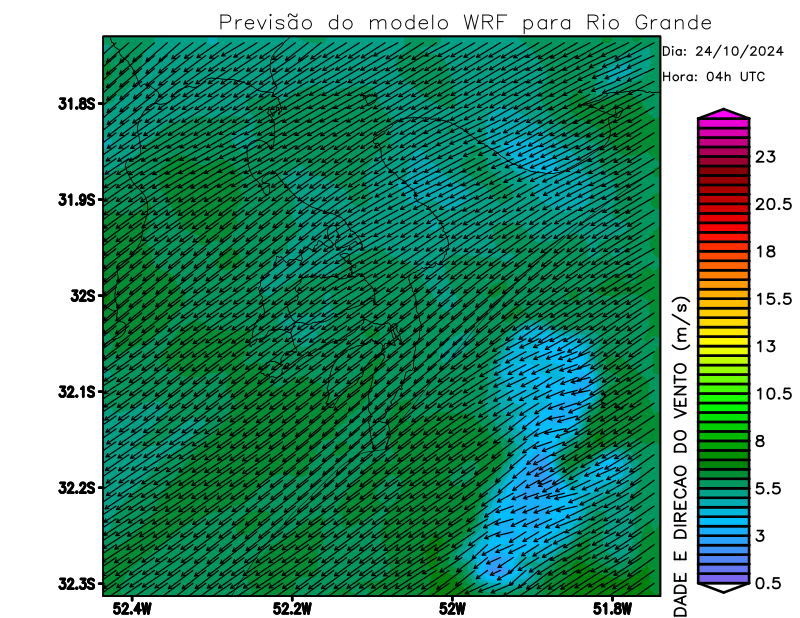 Previsão do modelo WRF para Rio Grande
Dia: 24/10/2024
Hora: 04h UTC
31.8S
31.9S
32S
32.1S
32.2S
32.3S
52.4W
52.2W
52W
51.8W
23
20.5
18
15.5
13
10.5
8
5.5
3
0.5
DADE E DIRECAO DO VENTO (m/s)